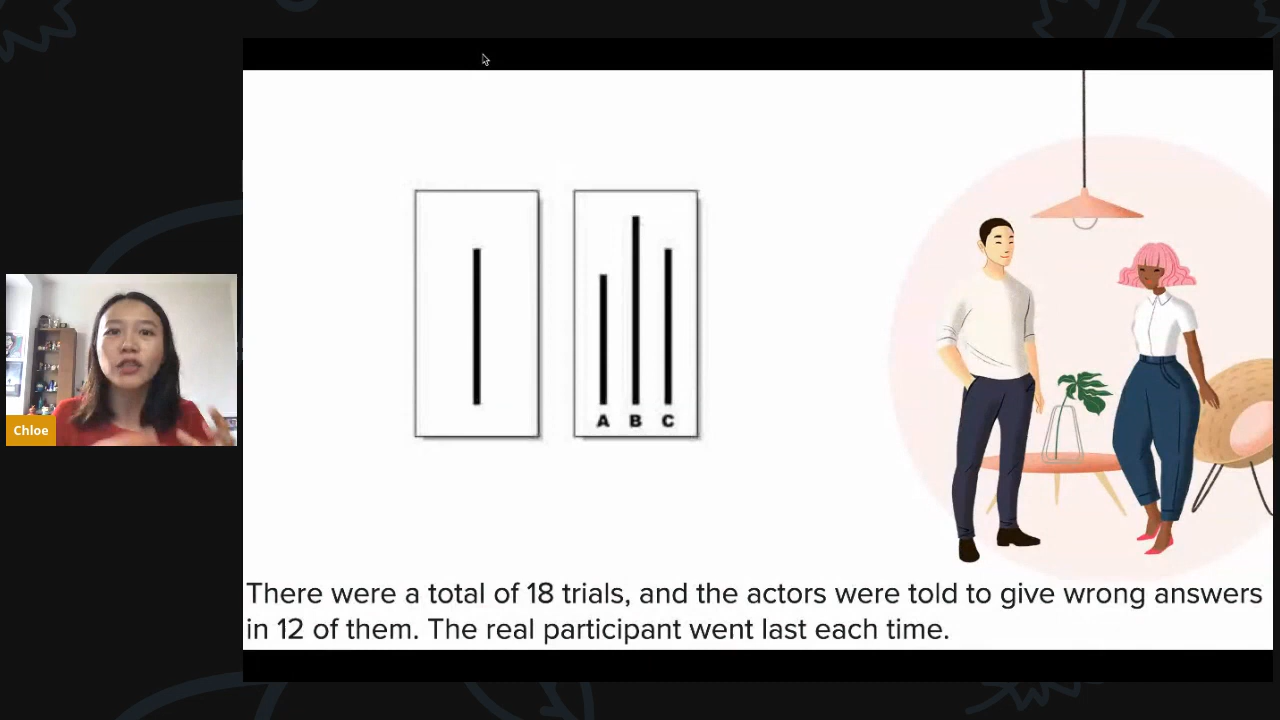 A B C
Chloe
There were a total of 18 trials, and the actors were told to give wrong answers
in 12 of them. The real participant went last each time.